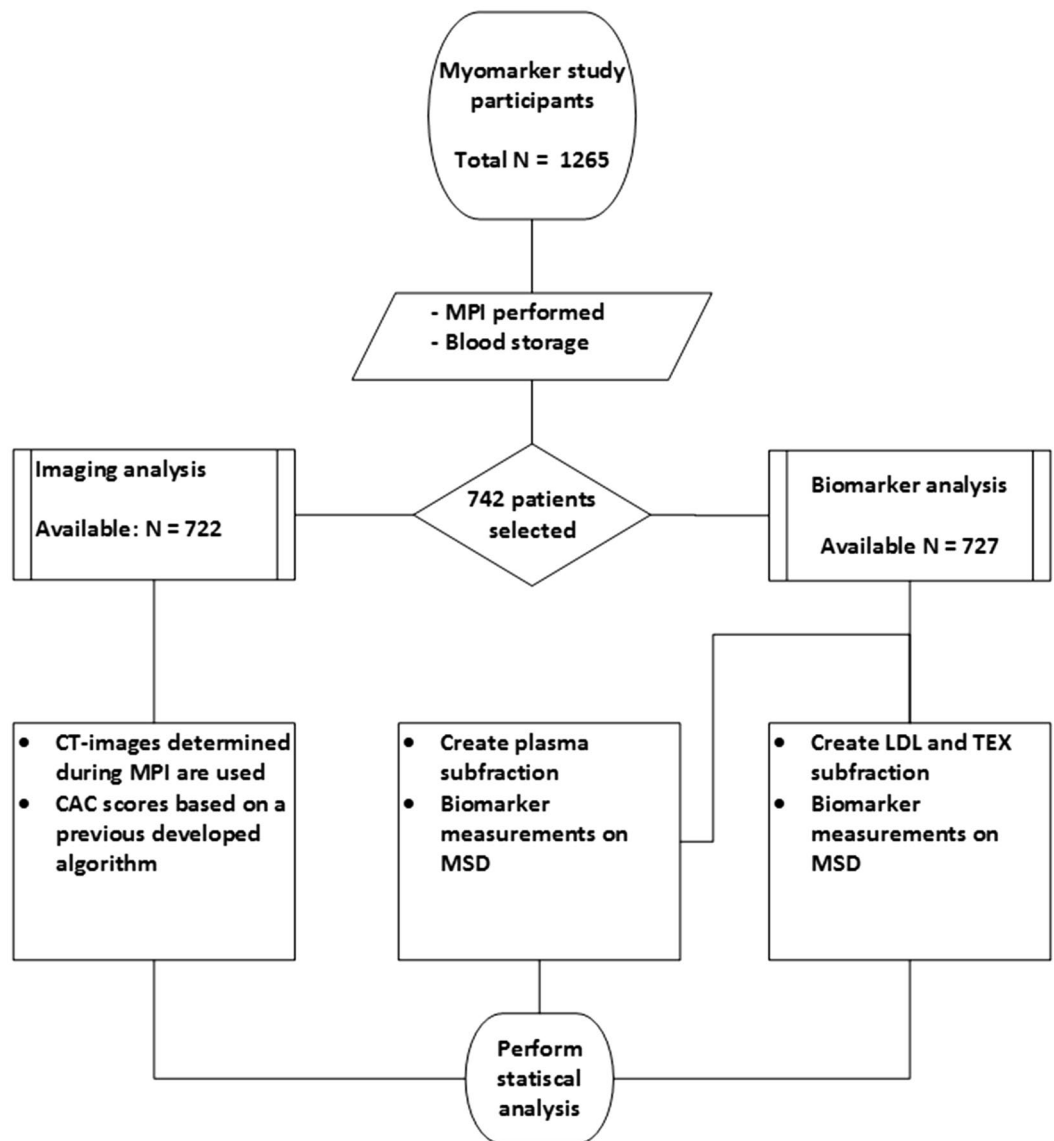 Myomarker study
participants
Total N =  1265
- MPI performed
- Blood storage
742 patients
selected
Imaging analysis
Available: N = 722
Biomarker analysis
Available N = 727
• CT-images determined
during MPI are used
• CAC scores based on a
previous developed
algorithm
• Create plasma
subfraction
• Biomarker
measurements on
MSD
• Create LDL and TEX
subfraction
• Biomarker
measurements on
MSD
Perform
statiscal
analysis